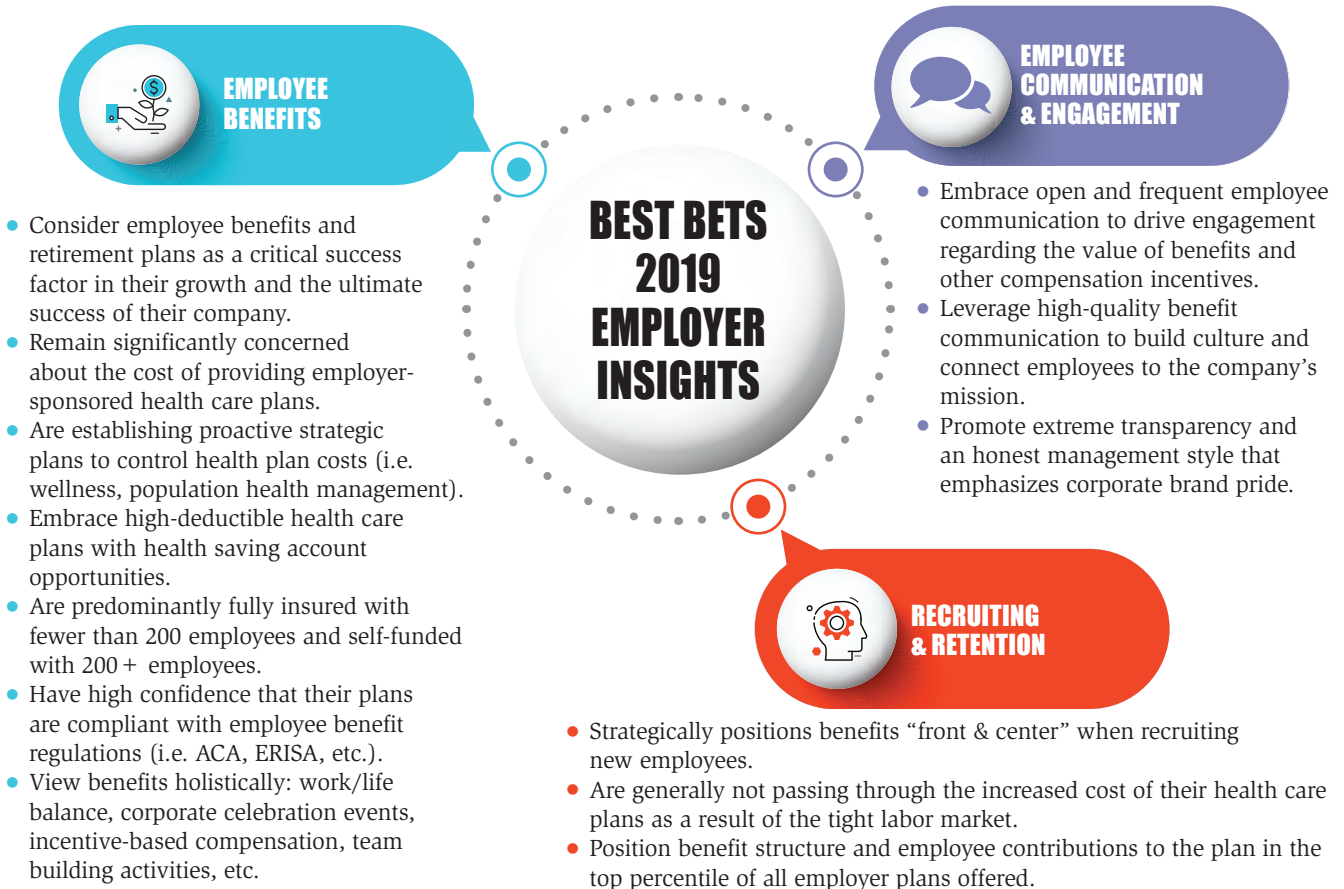 EMPLOYEE
BENEFITS
Consider employee benefits and
retirement plans as a critical success
factor in their growth and the ultimate
success of their company.
Remain significantly concerned
about the cost of providing employer-
sponsored health care plans.
Are establishing proactive strategic
plans to control health plan costs (i.e.
wellness, population health management).
Embrace high-deductible health care
plans with health saving account
opportunities.
Are predominantly fully insured with
fewer than 200 employees and self-funded
with 200+ employees.
Have high confidence that their plans
are compliant with employee benefit
regulations (i.e. ACA, ERISA, etc.).
View benefits holistically: work/life
balance, corporate celebration events,
incentive-based compensation, team
building activities, etc.
BEST BETS
2019
EMPLOYER
INSIGHTS
EMPLOYEE
COMMUNICATION
& ENGAGEMENT
Embrace open and frequent employee
communication to drive engagement
regarding the value of benefits and
other compensation incentives.
Leverage high-quality benefit
communication to build culture and
connect employees to the company’s
mission.
Promote extreme transparency and
an honest management style that
emphasizes corporate brand pride.
RECRUITING
& RETENTION
Strategically positions benefits “front & center” when recruiting
new employees.
Are generally not passing through the increased cost of their health care
plans as a result of the tight labor market.
Position benefit structure and employee contributions to the plan in the
top percentile of all employer plans offered.